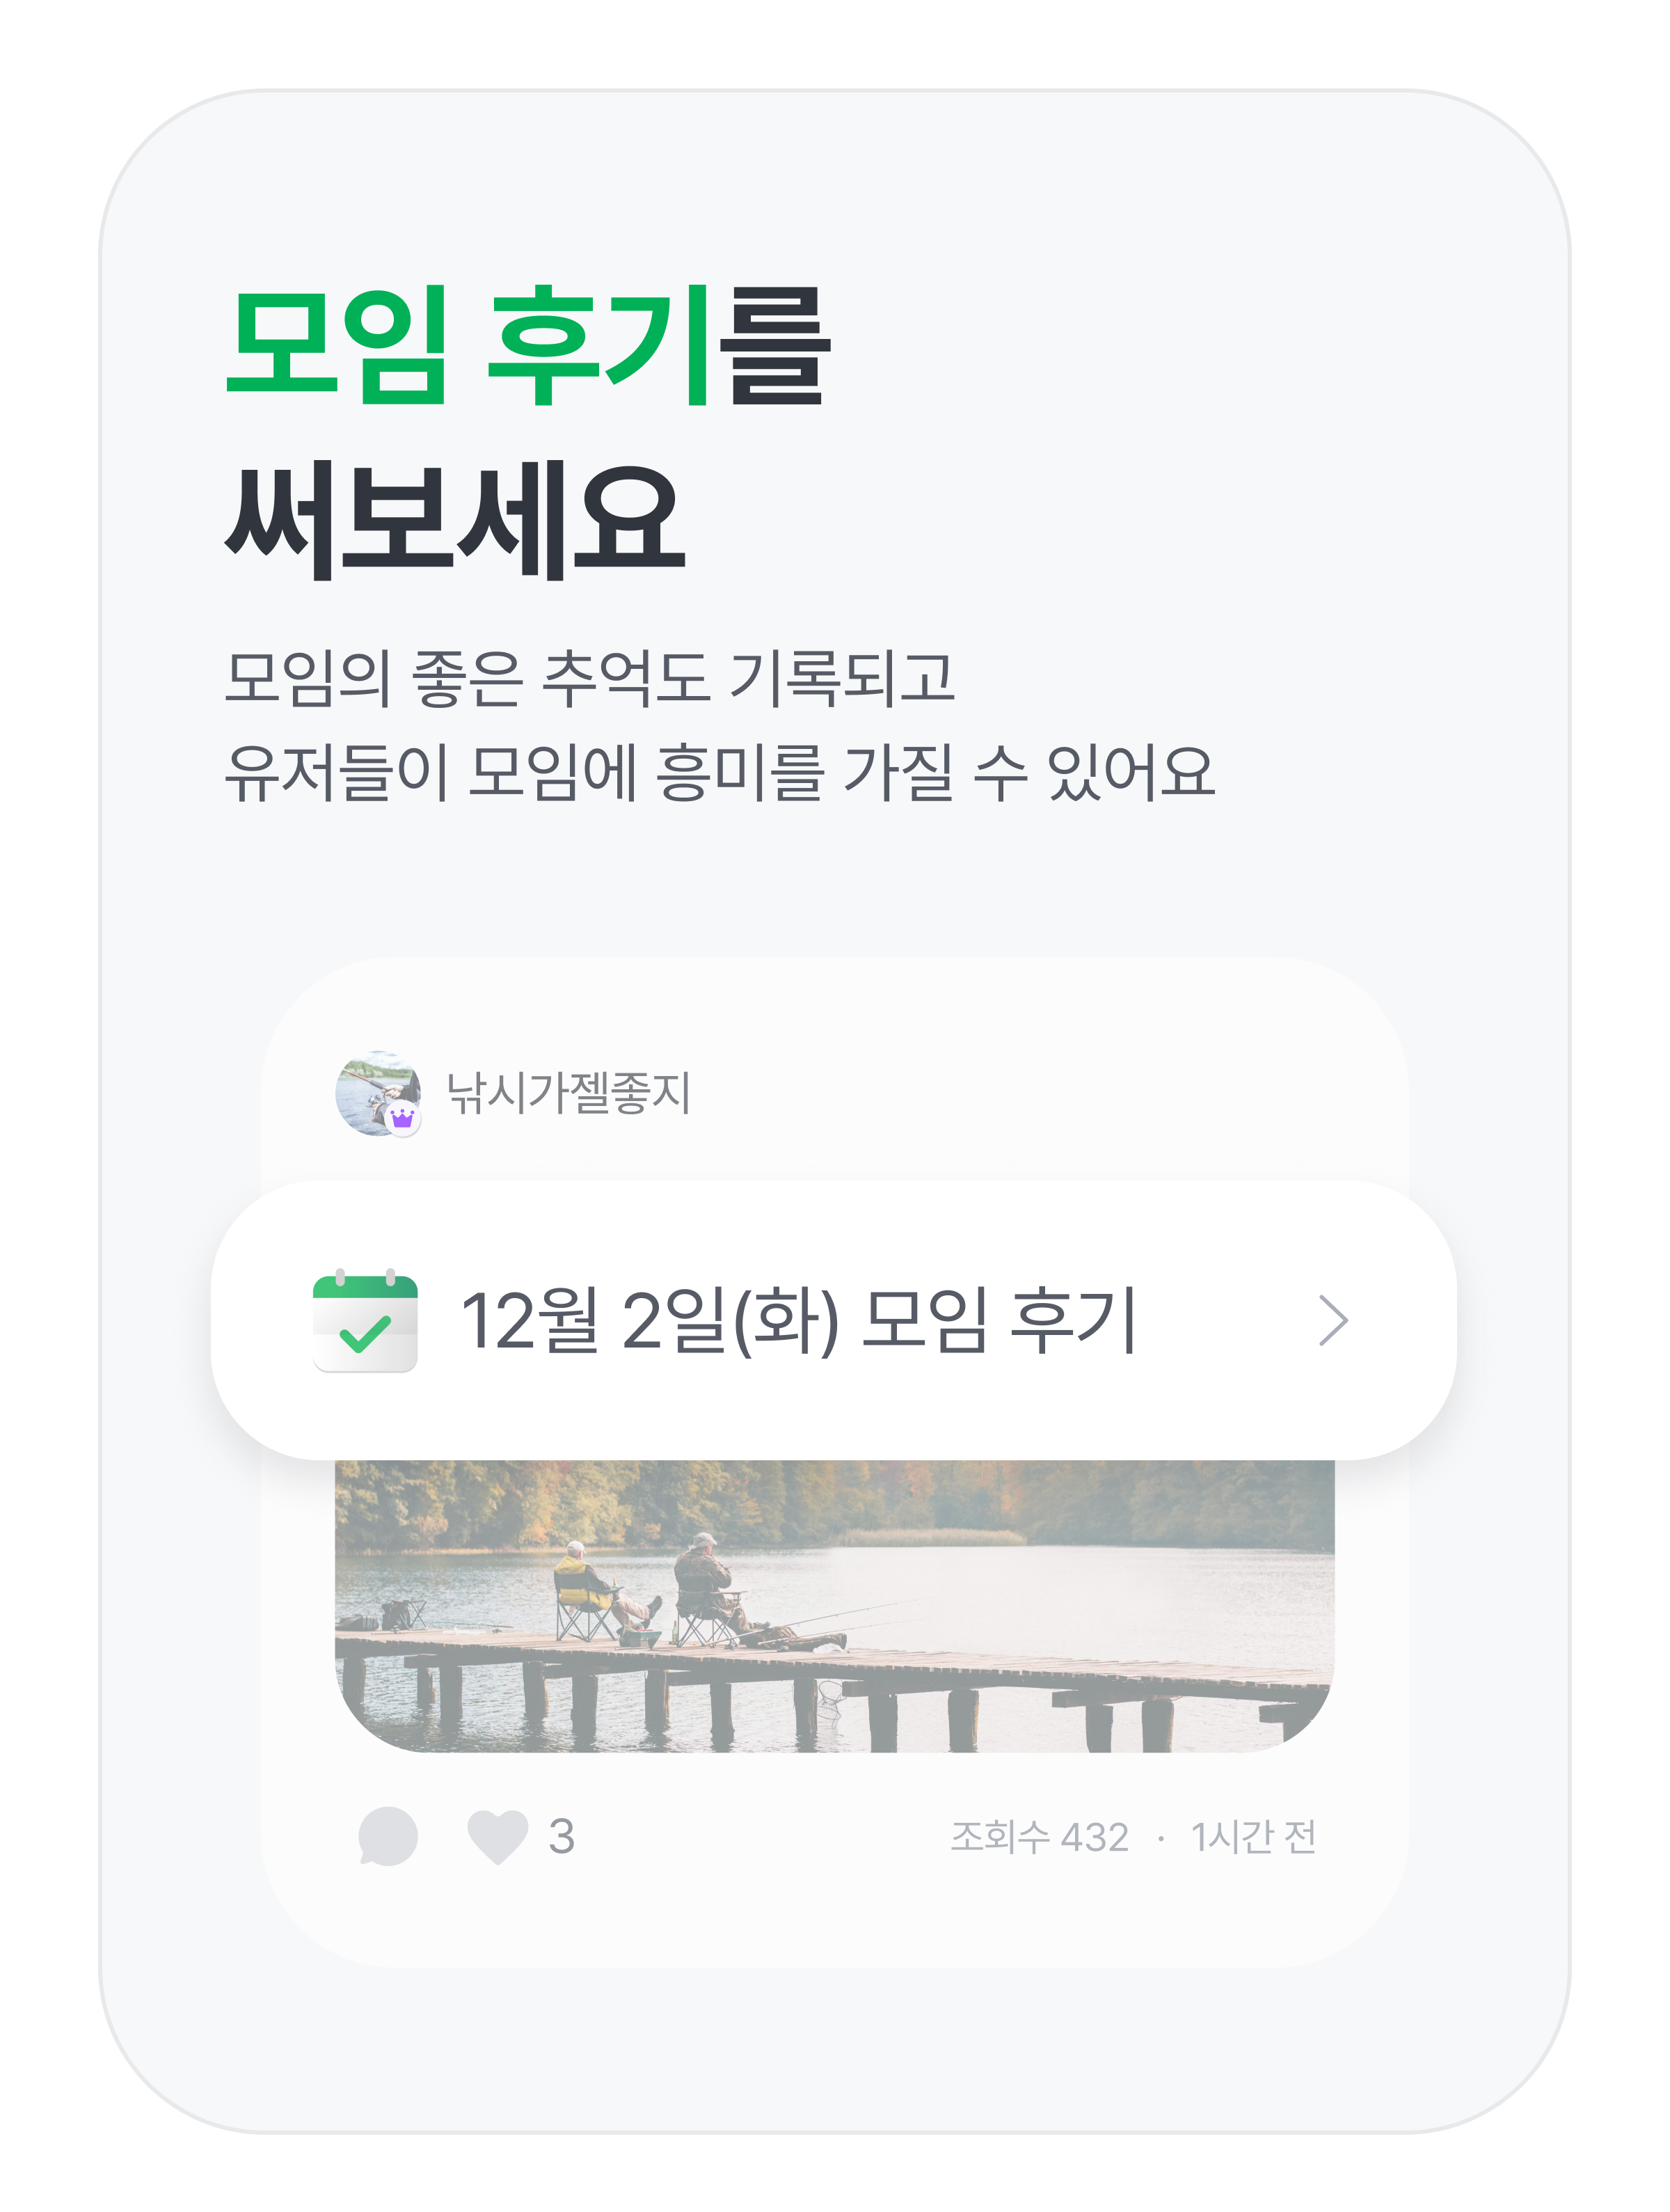 모임 후기를
써보세요
모임의 좋은 추억도 기록되고
유저들이 모임에 흥미를 가질 수 있어요
낚시가젤좋지
12월 2일(화) 모임 후기
3
조회수 432 · 1시간 전